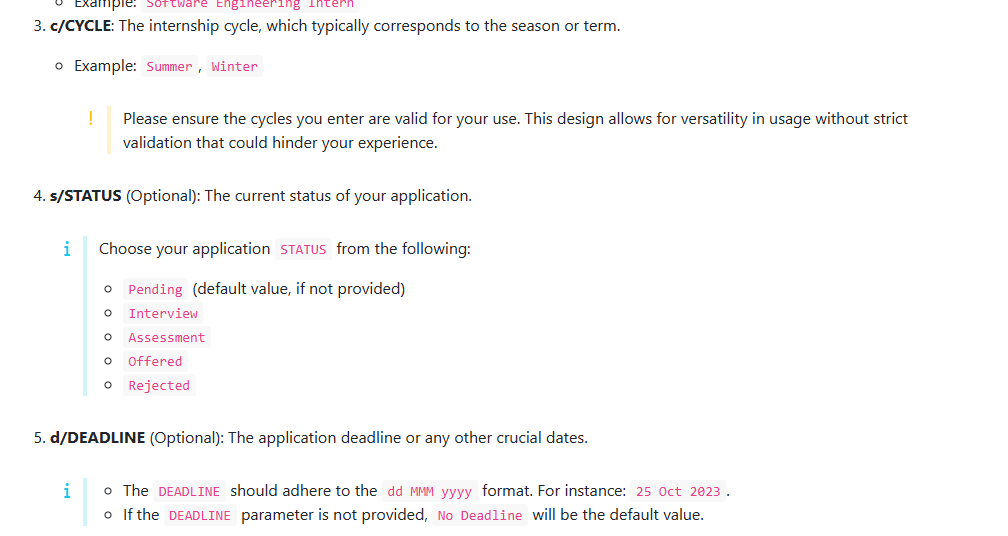 Example: Software Engineering Intern
3. c/CYCLE: The internship cycle, which typically corresponds to the season or term.
Example: Summer, Winter
! Please ensure the cycles you enter are valid for your use. This design allows for versatility in usage without strict
validation that could hinder your experience.
4. s/STATUS (Optional): The current status of your application.
i Choose your application STATUS from the following:
Pending (default value, if not provided)
Interview
Assessment
Offered
Rejected
5. d/DEADLINE (Optional): The application deadline or any other crucial dates.
i The DEADLINE should adhere to the dd MMM yyyy format. For instance: 25 Oct 2023.
If the DEADLINE parameter is not provided, No Deadline will be the default value.